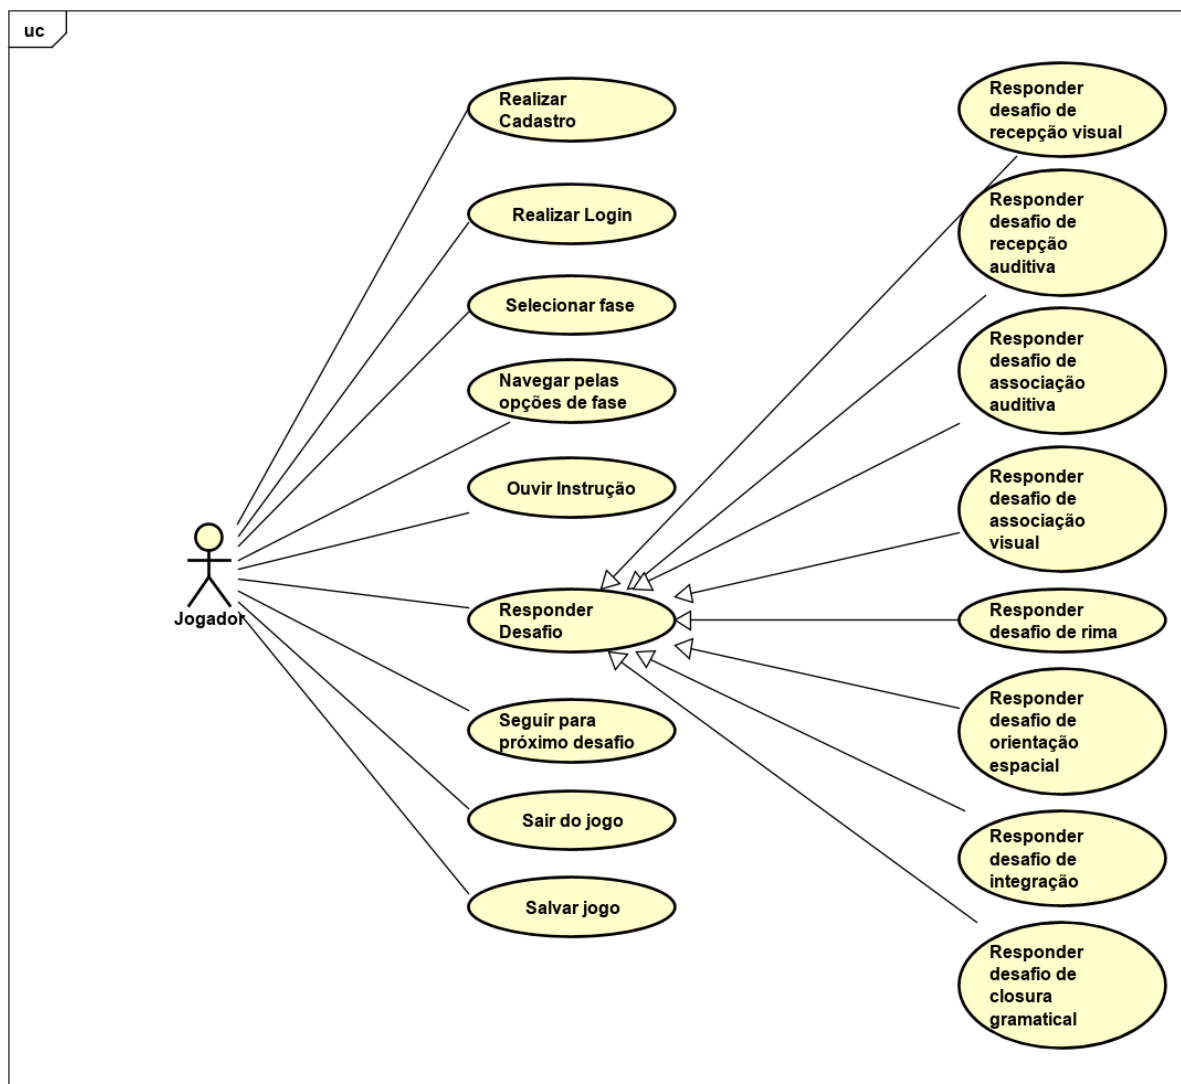 uc
Realizar
Cadastro
Realizar Login
Selecionar fase
Navegar pelas
opções de fase
Ouvir Instrução
Jogador
Responder
Desafio
Seguir para
próximo desafio
Sair do jogo
Salvar jogo
Responder
desafio de
recepção visual
Responder
desafio de
recepção
auditiva
Responder
desafio de
associação
auditiva
Responder
desafio de
associação
visual
Responder
desafio de rima
Responder
desafio de
orientação
espacial
Responder
desafio de
integração
Responder
desafio de
closura
gramatical